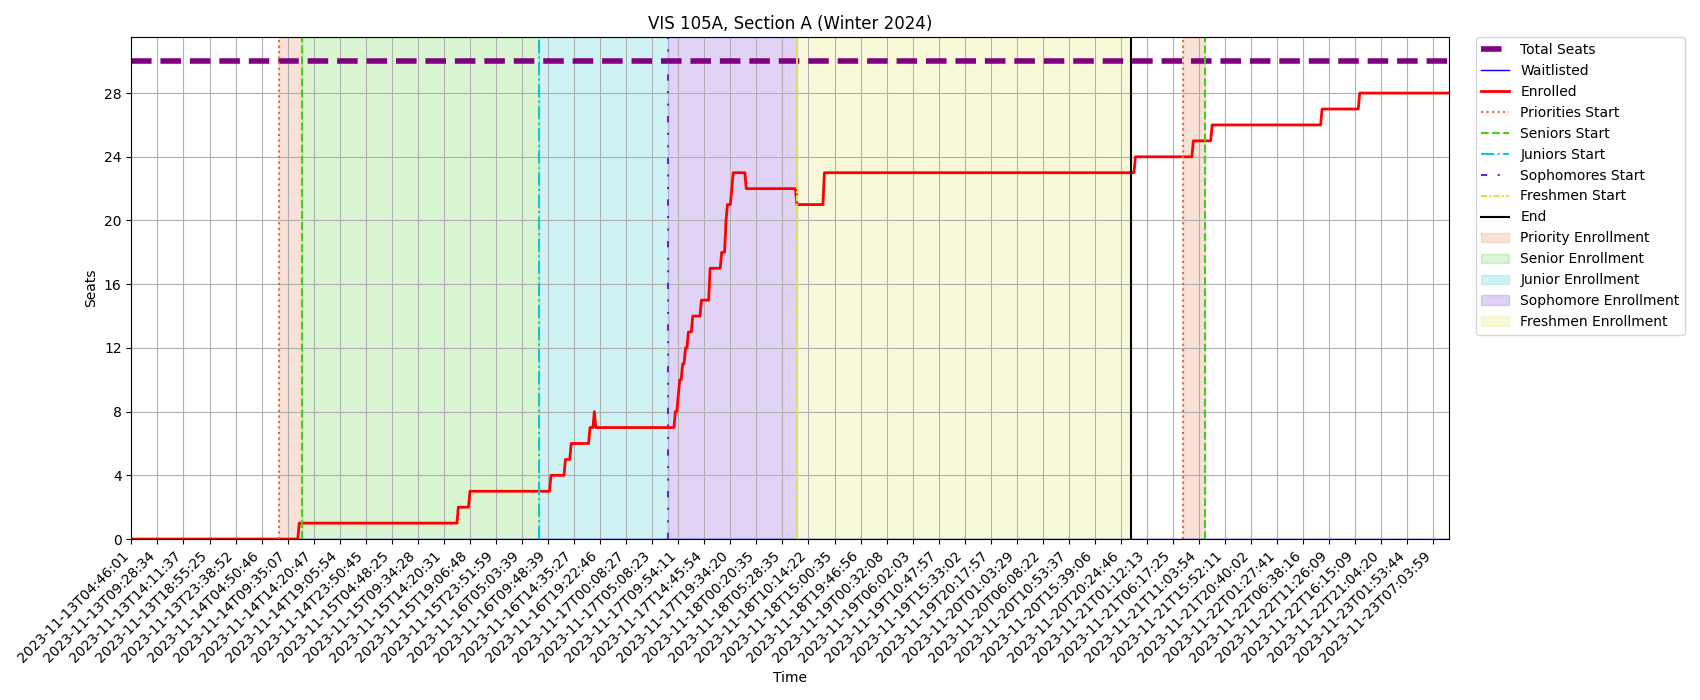 VIS 105A, Section A (Winter 2024)
Seats
28
24
20
16
12
8
4
0
2023-11-13T04:46:01
2023-11-13T09:28:34
2023-11-13T14:11:37
2023-11-13T18:55:25
2023-11-13T23:38:52
2023-11-14T04:50:46
2023-11-14T09:35:07
2023-11-14T14:20:47
2023-11-14T19:05:54
2023-11-14T23:50:45
2023-11-15T04:48:25
2023-11-15T09:34:28
2023-11-15T14:20:31
2023-11-15T19:06:48
2023-11-15T23:51:59
2023-11-16T05:03:39
2023-11-16T09:48:39
2023-11-16T14:35:27
2023-11-16T19:22:46
2023-11-17T00:08:27
2023-11-17T05:08:23
2023-11-17T09:54:11
2023-11-17T14:45:54
2023-11-17T19:34:20
2023-11-18T00:20:35
2023-11-18T05:28:35
2023-11-18T10:14:22
2023-11-18T15:00:35
2023-11-18T19:46:56
2023-11-19T00:32:08
2023-11-19T06:02:03
2023-11-19T10:47:57
2023-11-19T15:33:02
2023-11-19T20:17:57
2023-11-20T01:03:29
2023-11-20T06:08:22
2023-11-20T10:53:37
2023-11-20T15:39:06
2023-11-20T20:24:46
2023-11-21T01:12:13
2023-11-21T06:17:25
2023-11-21T11:03:54
2023-11-21T15:52:11
2023-11-21T20:40:02
2023-11-22T01:27:41
2023-11-22T06:38:16
2023-11-22T11:26:09
2023-11-22T16:15:09
2023-11-22T21:04:20
2023-11-23T01:53:44
2023-11-23T07:03:59
Time
Total Seats
Waitlisted
Enrolled
Priorities Start
Seniors Start
Juniors Start
Sophomores Start
Freshmen Start
End
Priority Enrollment
Senior Enrollment
Junior Enrollment
Sophomore Enrollment
Freshmen Enrollment